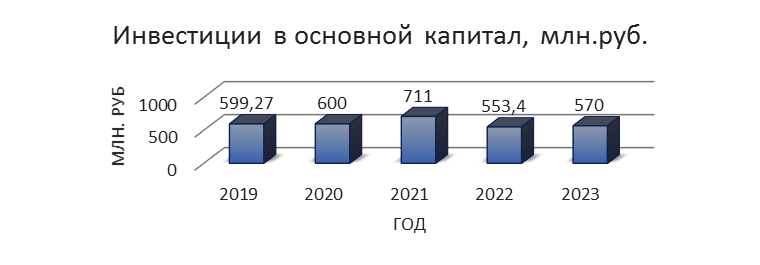 Инвестиции в основной капитал, млн.руб.
МЛН. РУБ
1000
500
0
599,27 600 711 553,4 570
2019 2020 2021 2022 2023
ГОД